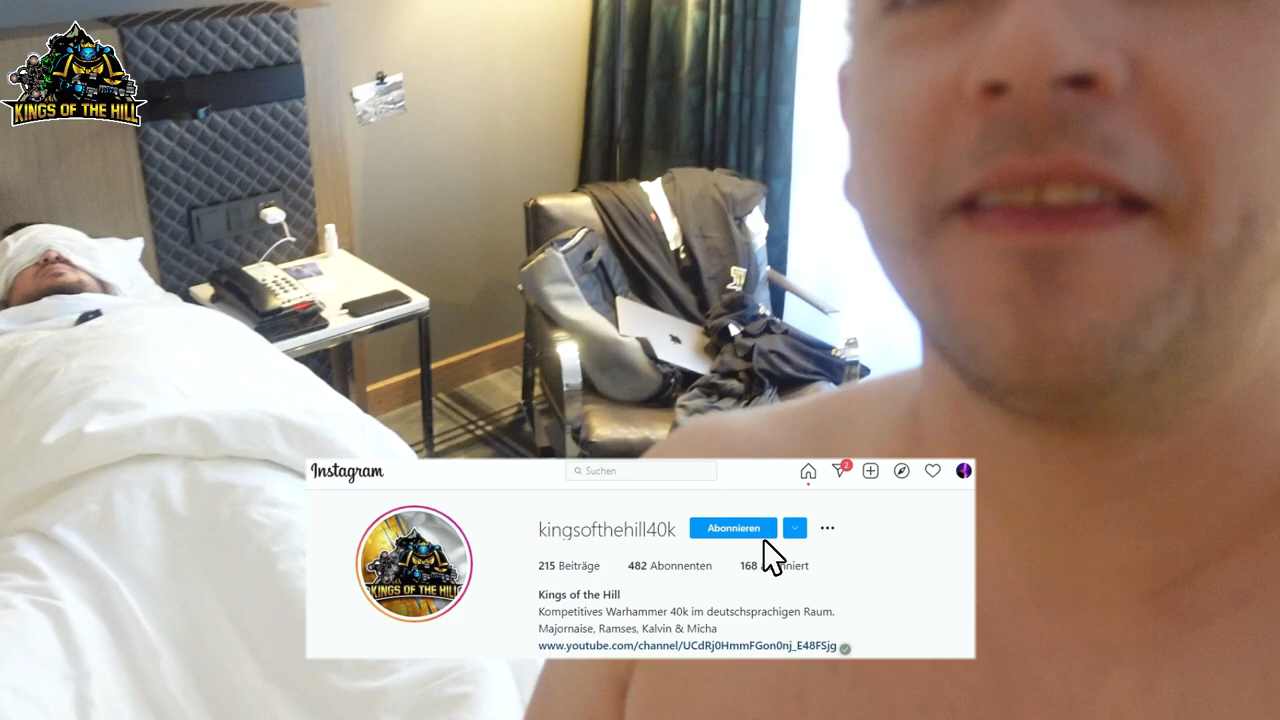 KINGS OF THE HILL
Instagram
Suchen
2
kingsofthehill40k
Abonnieren
215 Beiträge 482 Abonnenten 168
KINGS OF THE HILL
Kings of the Hill
Kompetitives Warhammer 40k im deutschsprachigen Raum.
Majornaise, Ramses, Kalvin & Micha
www.youtube.com/channel/UCdRj0HmmFGon0nj_E48FSjg